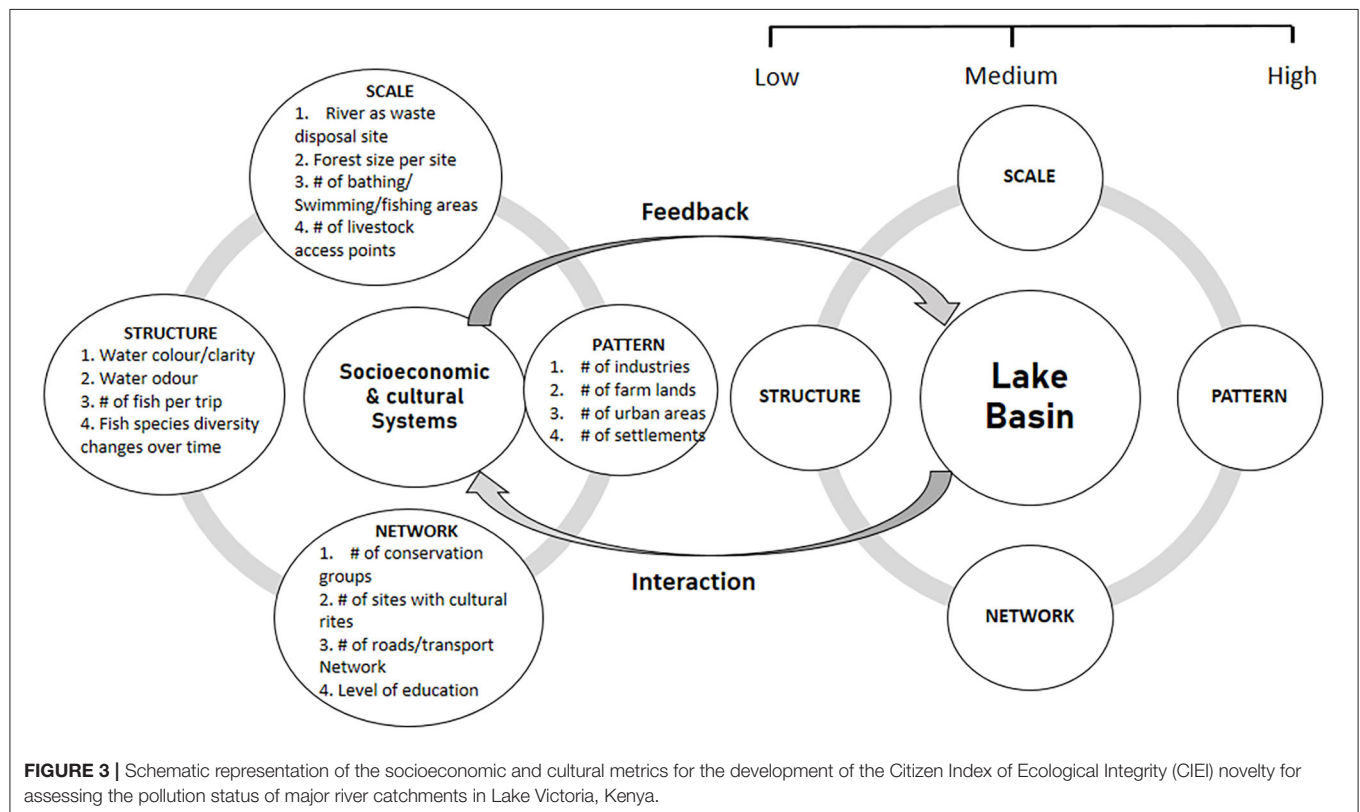 Low Medium High
SCALE
1. River as waste
disposal site
2. Forest size per site
3. # of bathing/
Swimming/fishing areas
4. # of livestock
access points
STRUCTURE
1. Water colour/clarity
2. Water odour
3. # of fish per trip
4. Fish species diversity
changes over time
Socioeconomic
& cultural
Systems
PATTERN
1. # of industries
2. # of farm lands
3. # of urban areas
4. # of settlements
NETWORK
1. # of conservation
groups
2. # of sites with cultural
rites
3. # of roads/transport
Network
4. Level of education
Feedback
Interaction
SCALE
STRUCTURE
Lake
Basin
PATTERN
NETWORK
FIGURE 3 | Schematic representation of the socioeconomic and cultural metrics for the development of the Citizen Index of Ecological Integrity (CIEI) novelty for
assessing the pollution status of major river catchments in Lake Victoria, Kenya.